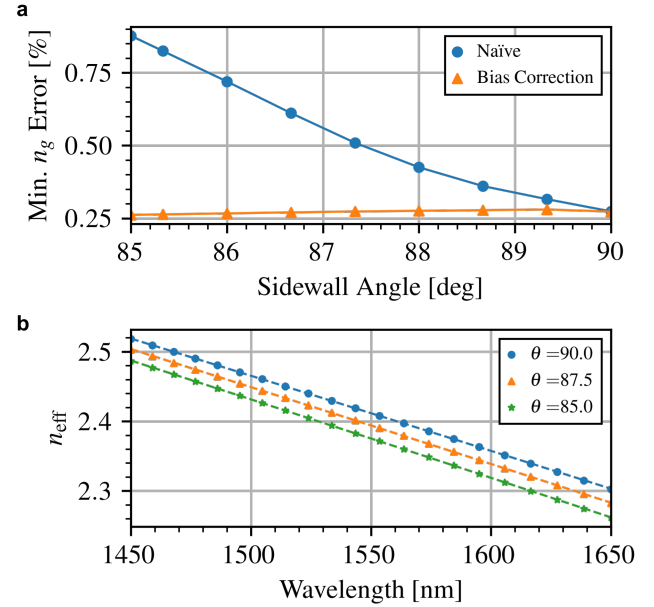 a
Min. n_g Error [%]
0.75
0.50
0.25
Naïve
Bias Correction
85
86
87
88
89
90
Sidewall Angle [deg]
b
n_eff
2.5
2.4
2.3
θ =90.0
θ =87.5
θ =85.0
1450
1500
1550
1600
1650
Wavelength [nm]